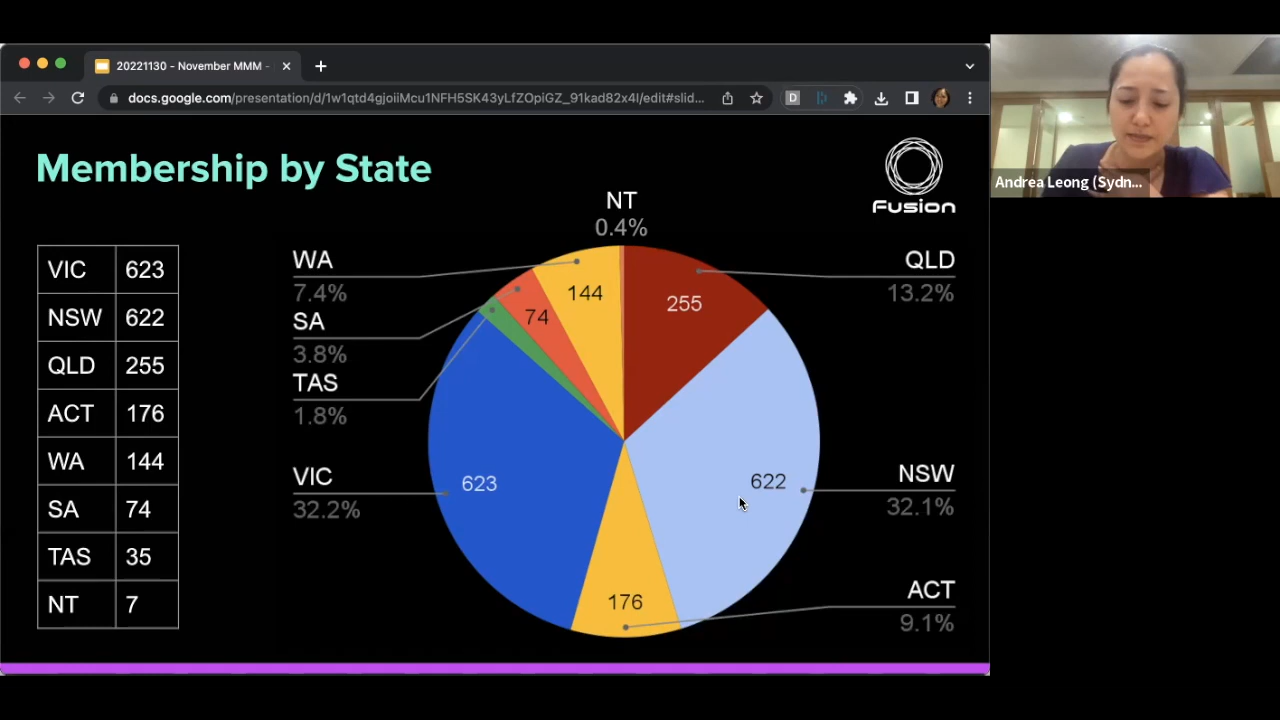 20221130 - November MMM -
docs.google.com/presentation/d/1w1qtd4gjoiiMcu1NFH5SK43yLfZOpiGZ_91kad82x4I/edit#slid...
D
Andrea Leong (Sydn...
Membership by State
Fusion
VIC 623
NSW 622
QLD 255
ACT 176
WA 144
SA 74
TAS 35
NT 7
NT
0.4%
WA
7.4%
SA
3.8%
TAS
1.8%
VIC
32.2%
QLD
13.2%
NSW
32.1%
ACT
9.1%
144
255
74
623
622
176